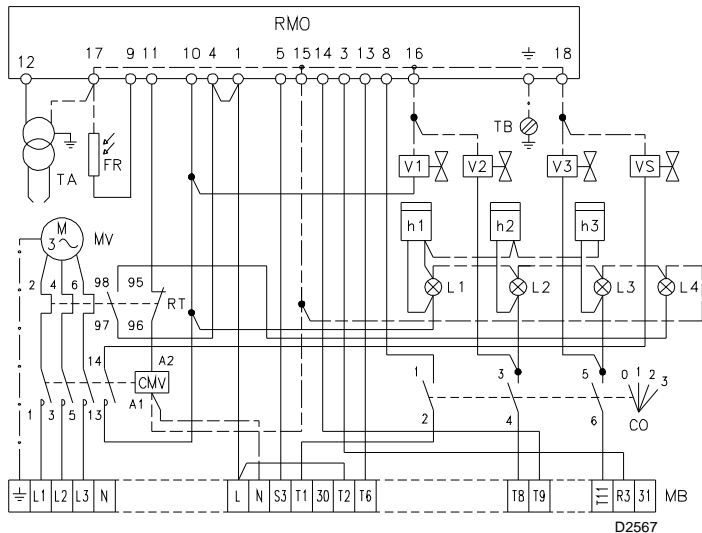 RMO
12 17 9 11 10 4 1 5 15 14 3 13 8 16 18
TB
FR
TA
V1 V2 V3 VS
h1 h2 h3
M
3
MV
L1 L2 L3 L4
2 4 6 98 95
RT
97 96
14
A2
CMV
A1
1 3 5 13
1
2
3
4
5
6
0 1 2 3
CO
L1 L2 L3 N L N S3 T1 30 T2 T6 T8 T9 T11 R3 31 MB
D2567